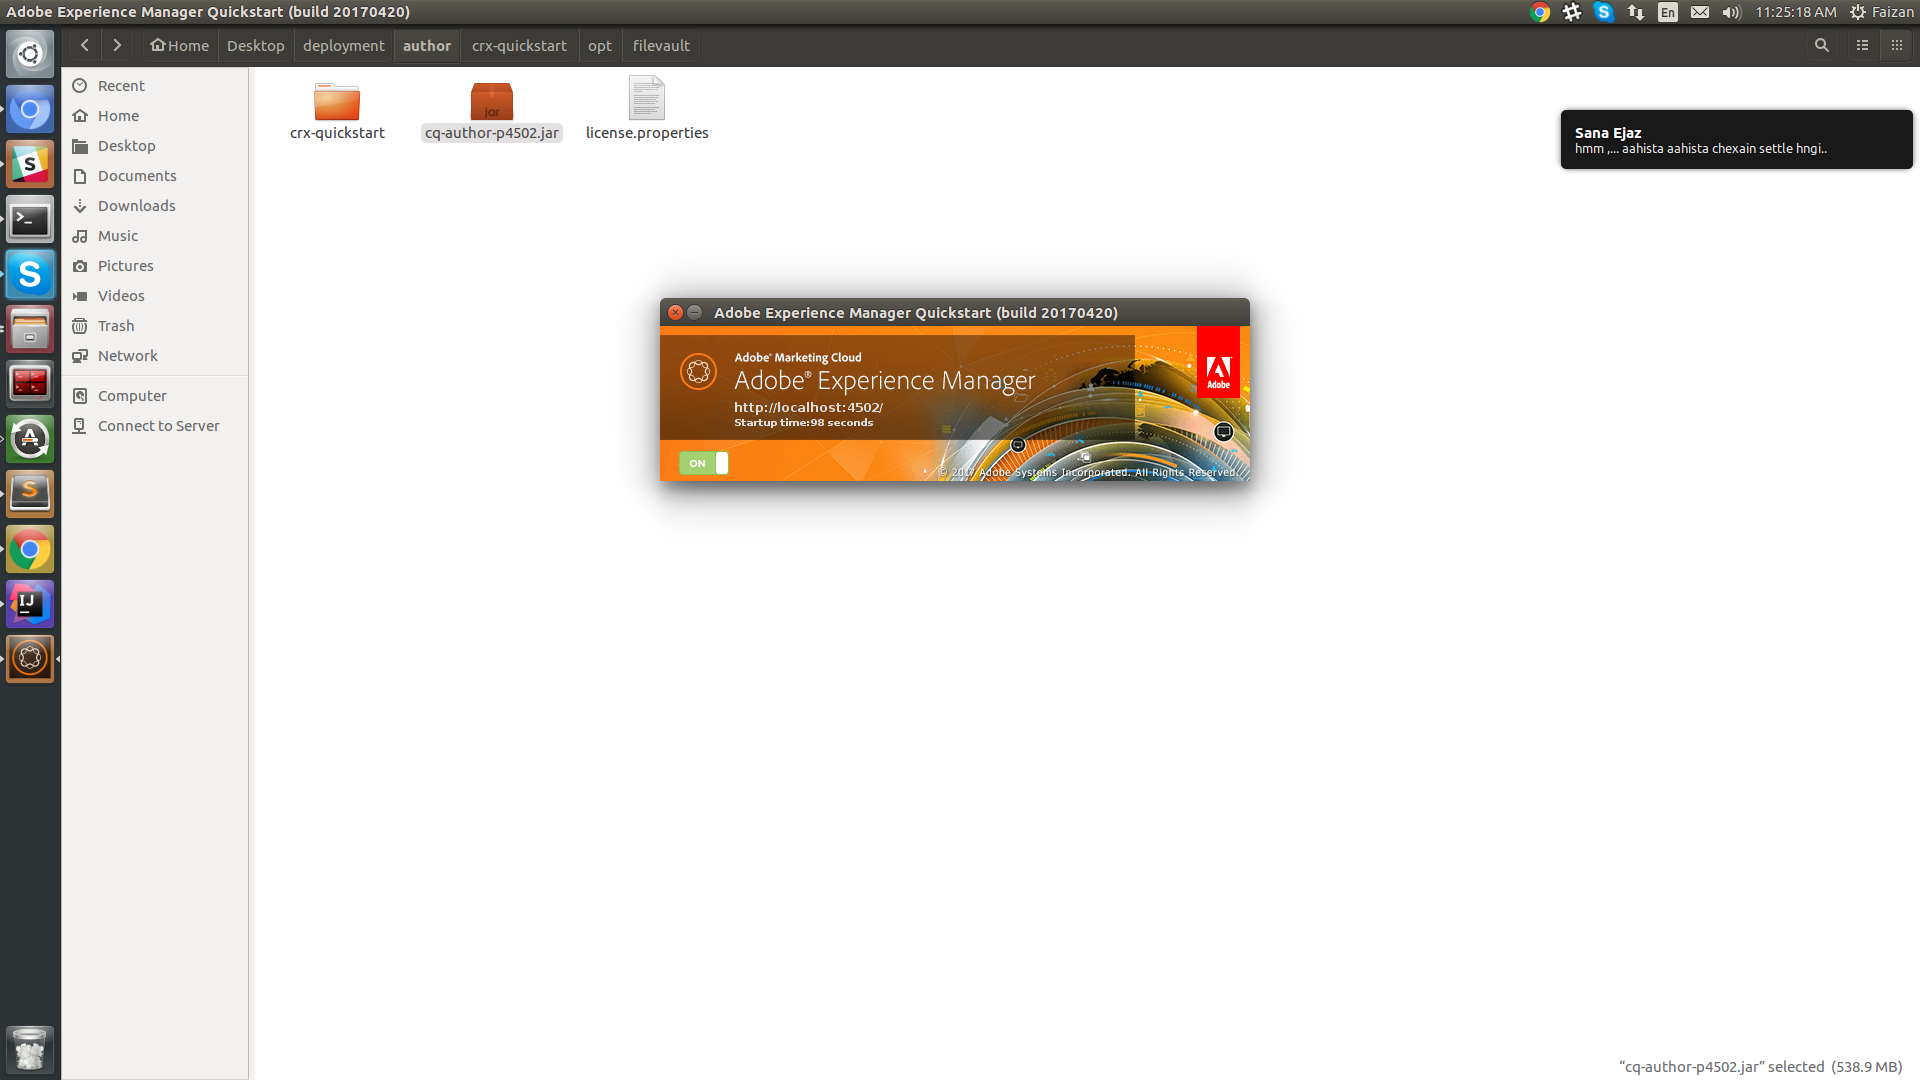 Adobe Experience Manager Quickstart (build 20170420)
En
11:25:18 AM
Faizan
Home
Desktop
deployment
author
crx-quickstart
opt
filevault
Recent
Home
Desktop
Documents
Downloads
Music
Pictures
Videos
Trash
Network
Computer
Connect to Server
jar
crx-quickstart
cq-author-p4502.jar
license.properties
Sana Ejaz
hmm ,... aahista aahista chexain settle hngi..
Adobe Experience Manager Quickstart (build 20170420)
Adobe® Marketing Cloud
Adobe® Experience Manager
http://localhost:4502/
Startup time:98 seconds
Adobe
ON
© 2017 Adobe Systems Incorporated. All Rights Reserved.
IJ
“cq-author-p4502.jar” selected (538.9 MB)